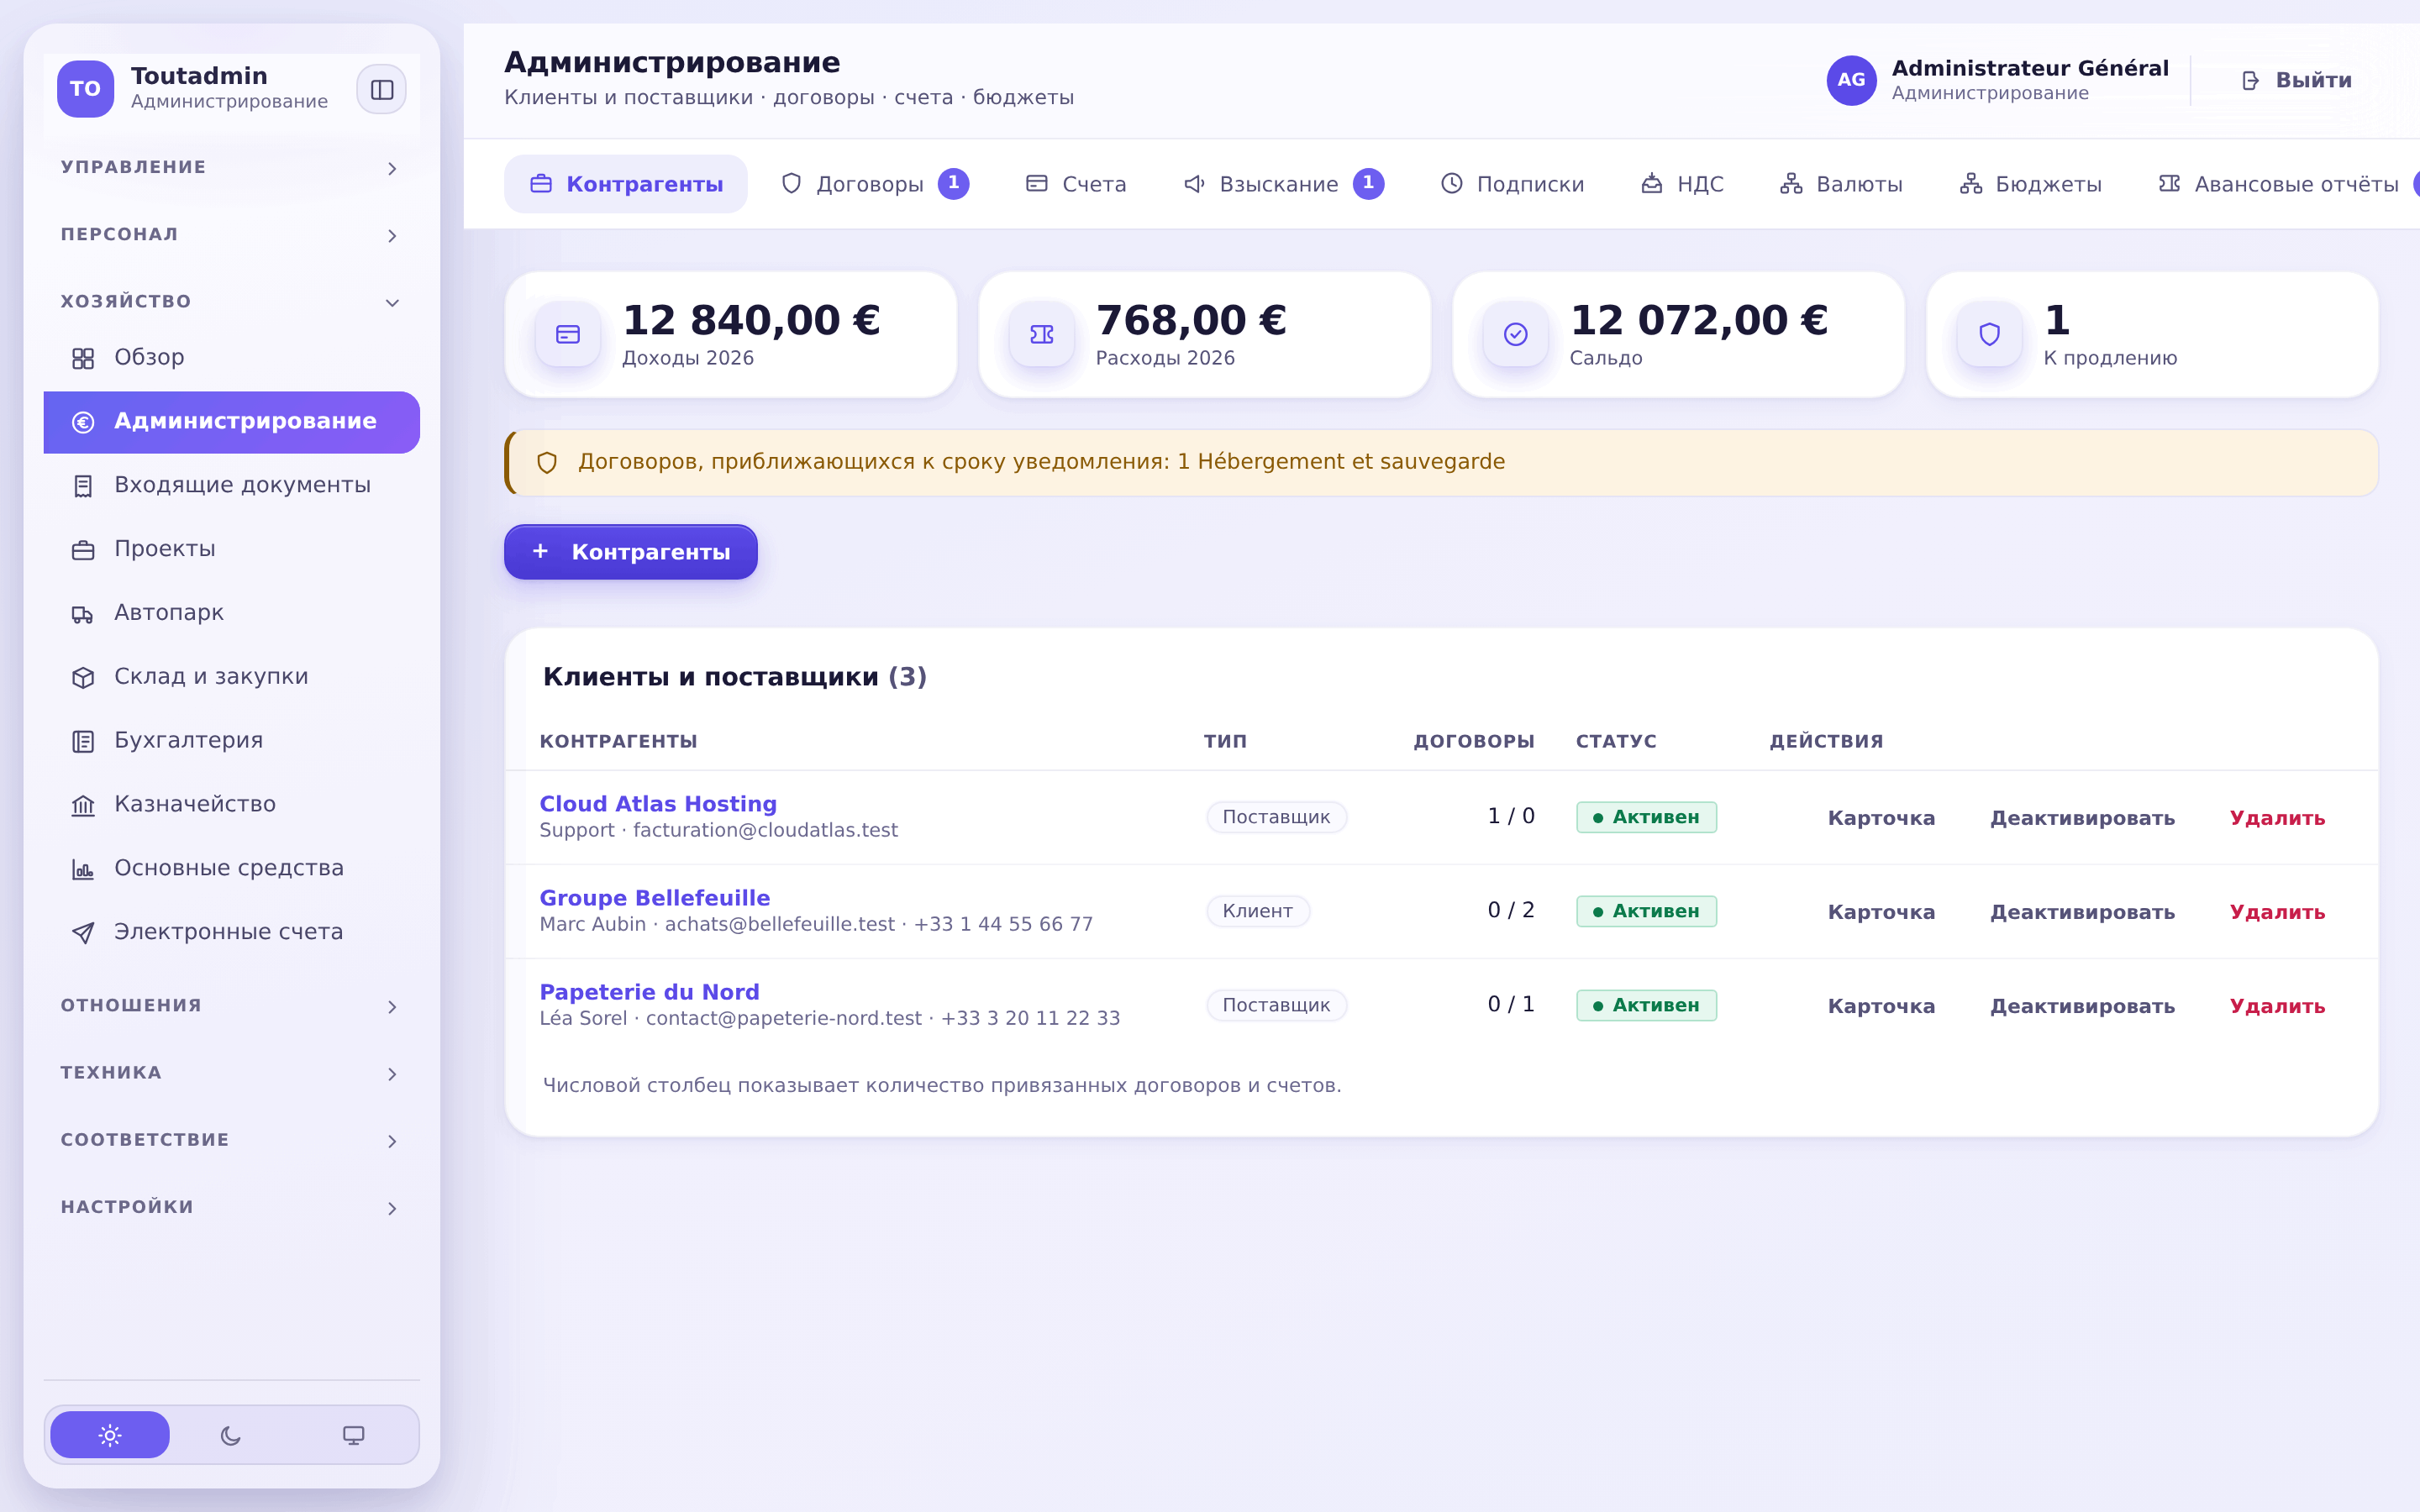 TO
Toutadmin
Администрирование
УПРАВЛЕНИЕ
ПЕРСОНАЛ
ХОЗЯЙСТВО
Обзор
Администрирование
Входящие документы
Проекты
Автопарк
Склад и закупки
Бухгалтерия
Казначейство
Основные средства
Электронные счета
ОТНОШЕНИЯ
ТЕХНИКА
СООТВЕТСТВИЕ
НАСТРОЙКИ
Администрирование
Клиенты и поставщики · договоры · счета · бюджеты
AG
Administrateur Général
Администрирование
Выйти
Контрагенты
Договоры 1
Счета
Взыскание 1
Подписки
НДС
Валюты
Бюджеты
Авансовые отчёты
12 840,00 €
Доходы 2026
768,00 €
Расходы 2026
12 072,00 €
Сальдо
1
К продлению
Договоров, приближающихся к сроку уведомления: 1 Hébergement et sauvegarde
+ Контрагенты
Клиенты и поставщики (3)
КОНТРАГЕНТЫ ТИП ДОГОВОРЫ СТАТУС ДЕЙСТВИЯ
Cloud Atlas Hosting
Support · facturation@cloudatlas.test
Поставщик 1 / 0 Активен Карточка Деактивировать Удалить
Groupe Bellefeuille
Marc Aubin · achats@bellefeuille.test · +33 1 44 55 66 77
Клиент 0 / 2 Активен Карточка Деактивировать Удалить
Papeterie du Nord
Léa Sorel · contact@papeterie-nord.test · +33 3 20 11 22 33
Поставщик 0 / 1 Активен Карточка Деактивировать Удалить
Числовой столбец показывает количество привязанных договоров и счетов.